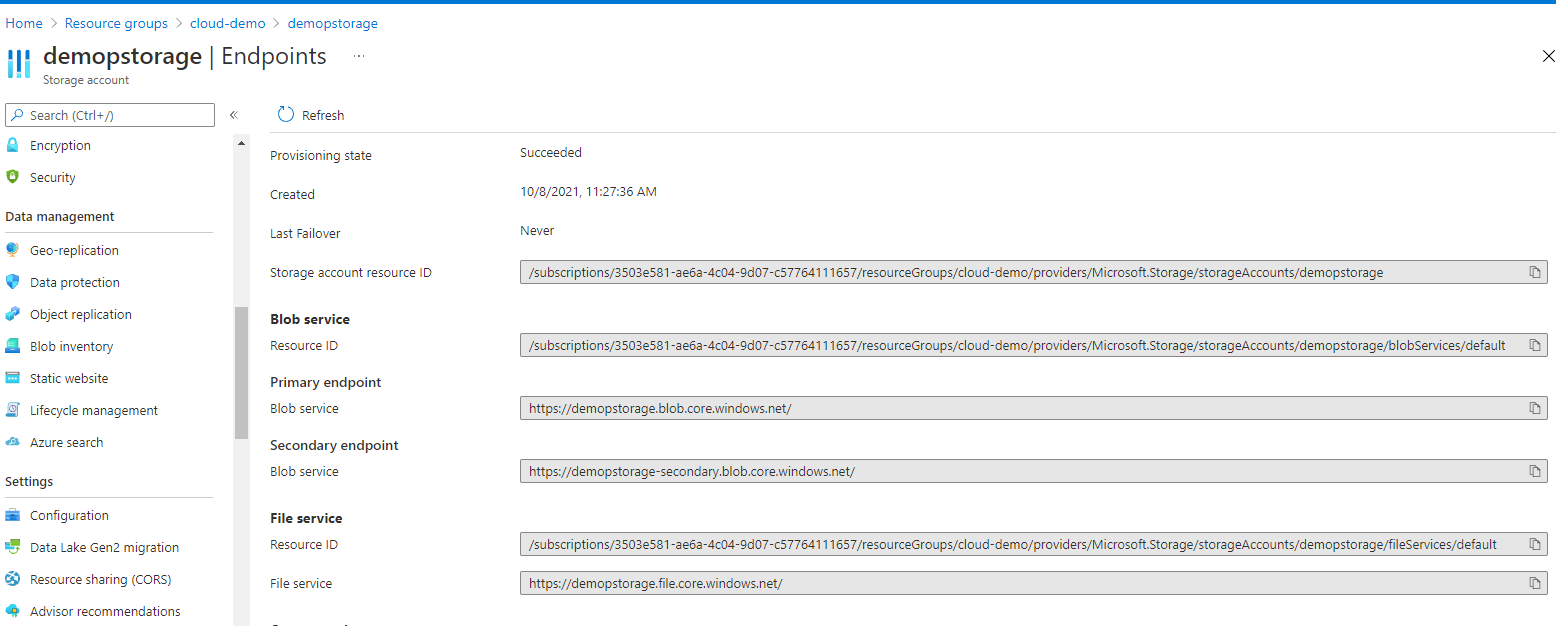 Home > Resource groups > cloud-demo > demopstorage
demopstorage | Endpoints ...
Storage account
Search (Ctrl+/)
«
Encryption
Security
Data management
Geo-replication
Data protection
Object replication
Blob inventory
Static website
Lifecycle management
Azure search
Settings
Configuration
Data Lake Gen2 migration
Resource sharing (CORS)
Advisor recommendations
Refresh
Provisioning state Succeeded
Created 10/8/2021, 11:27:36 AM
Last Failover Never
Storage account resource ID /subscriptions/3503e581-ae6a-4c04-9d07-c57764111657/resourceGroups/cloud-demo/providers/Microsoft.Storage/storageAccounts/demopstorage
Blob service
Resource ID /subscriptions/3503e581-ae6a-4c04-9d07-c57764111657/resourceGroups/cloud-demo/providers/Microsoft.Storage/storageAccounts/demopstorage/blobServices/default
Primary endpoint
Blob service https://demopstorage.blob.core.windows.net/
Secondary endpoint
Blob service https://demopstorage-secondary.blob.core.windows.net/
File service
Resource ID /subscriptions/3503e581-ae6a-4c04-9d07-c57764111657/resourceGroups/cloud-demo/providers/Microsoft.Storage/storageAccounts/demopstorage/fileServices/default
File service https://demopstorage.file.core.windows.net/